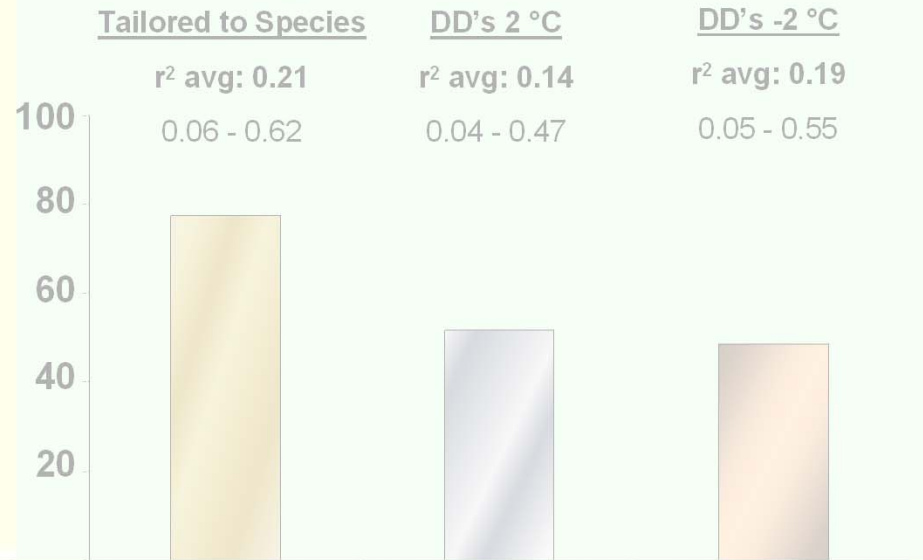 Tailored to Species DD's 2 °C DD's -2 °C
r² avg: 0.21 r² avg: 0.14 r² avg: 0.19
0.06 - 0.62 0.04 - 0.47 0.05 - 0.55
100
80
60
40
20